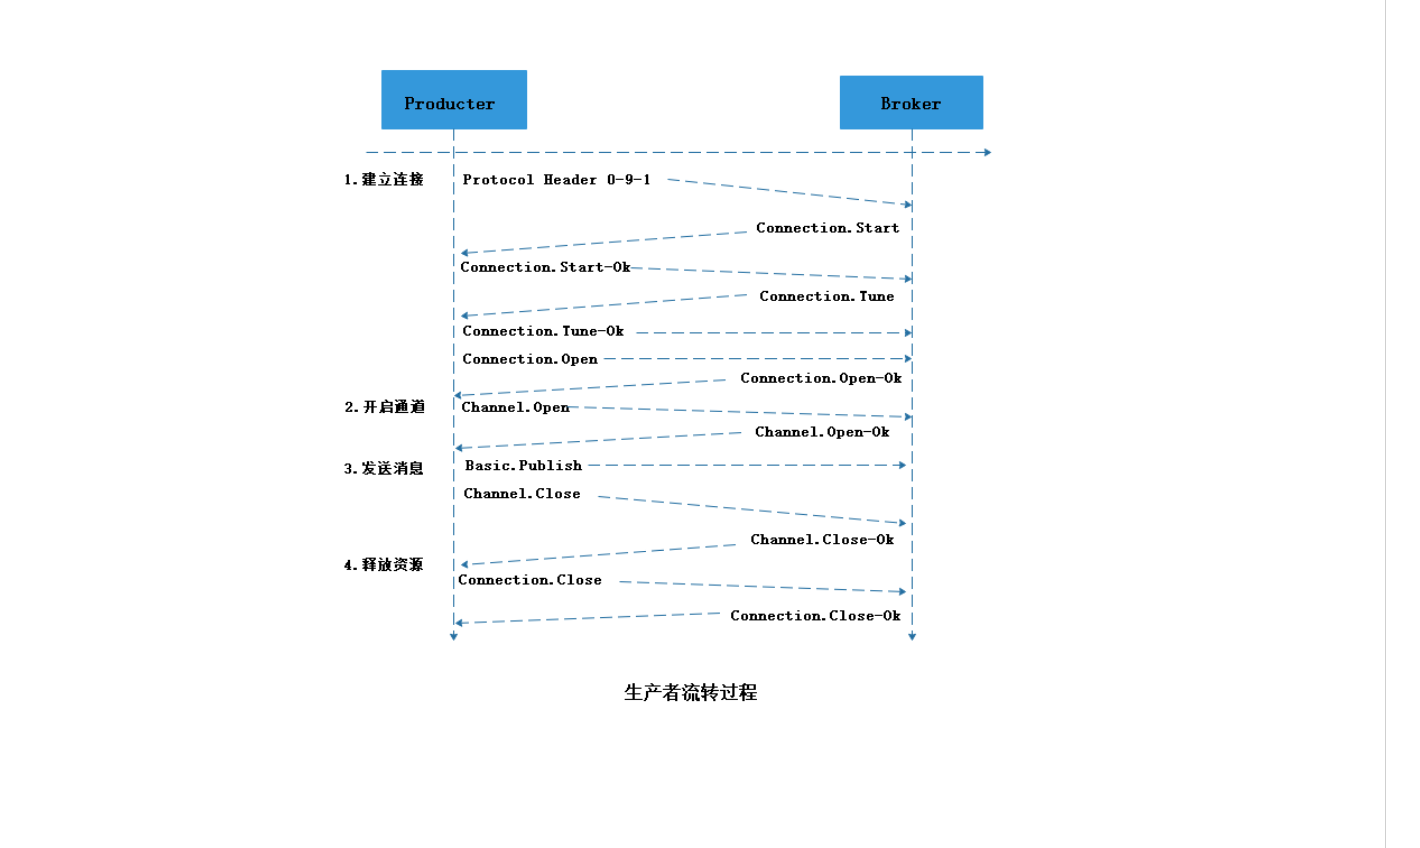 Producter
Broker
1.建立连接
Protocol Header 0-9-1
Connection.Start
Connection.Start-Ok
Connection.Tune
Connection.Tune-Ok
Connection.Open
Connection.Open-Ok
2.开启通道
Channel.Open
Channel.Open-Ok
3.发送消息
Basic.Publish
Channel.Close
Channel.Close-Ok
4.释放资源
Connection.Close
Connection.Close-Ok
生产者流转过程